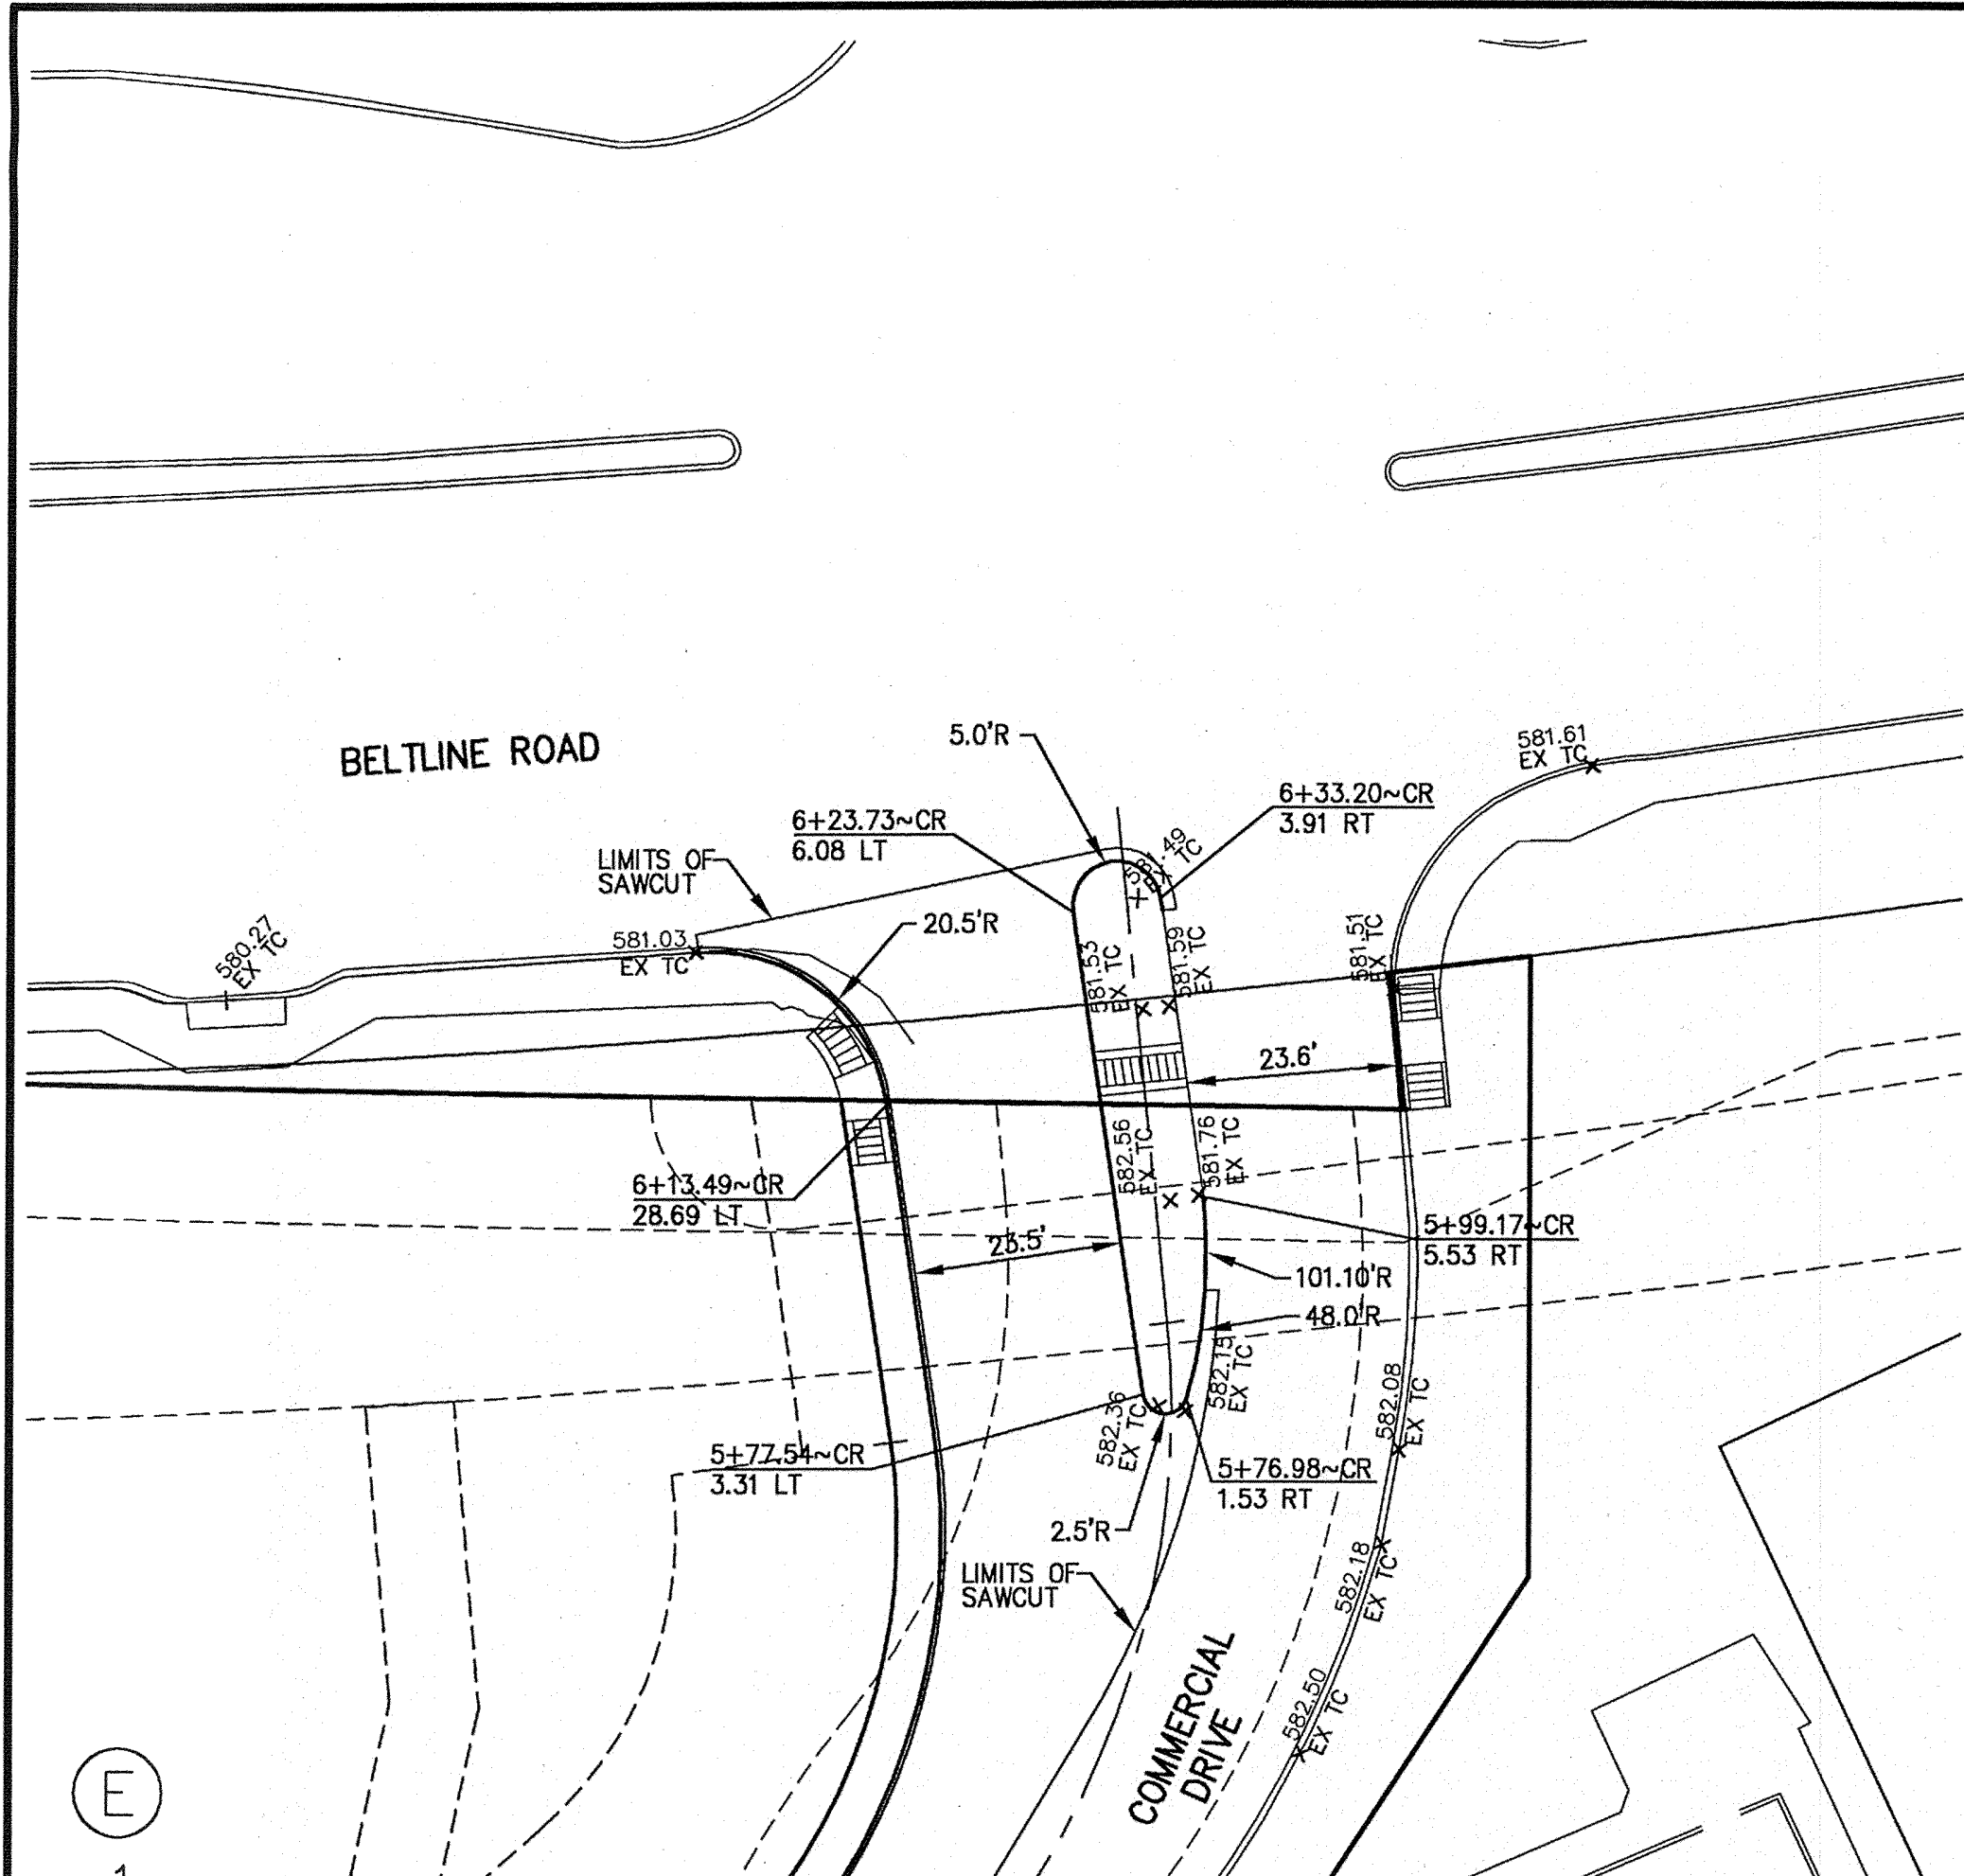 BELTLINE ROAD
5.0'R
581.61
EX TC
6+33.20~CR
3.91 RT
6+23.73~CR
6.08 LT
LIMITS OF
SAWCUT
581.49
EX TC
20.5'R
580.27
EX TC
581.03
EX TC
581.53
EX TC
581.59
EX TC
581.51
EX TC
23.6'
582.56
EX TC
581.76
EX TC
6+13.49~CR
28.69 LT
5+99.17~CR
5.53 RT
23.5'
101.10'R
48.0'R
582.15
EX TC
582.36
EX TC
582.08
EX TC
5+77.54~CR
3.31 LT
5+76.98~CR
1.53 RT
2.5'R
LIMITS OF
SAWCUT
582.18
EX TC
582.50
EX TC
COMMERCIAL
DRIVE
E